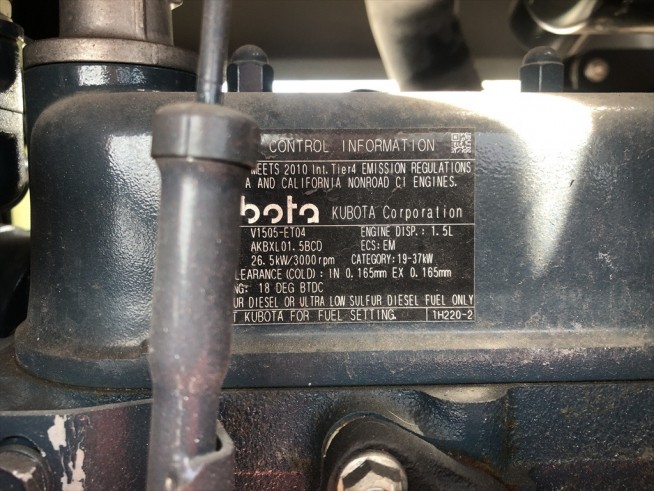 CONTROL INFORMATION
MEETS 2010 Int. Tier4 EMISSION REGULATIONS
A AND CALIFORNIA NONROAD CI ENGINES.
bota KUBOTA Corporation
V1505-ET04 ENGINE DISP.: 1.5L
AKBXL01.5BCD ECS: EM
26.5kW/3000rpm CATEGORY: 19-37kW
LEARANCE (COLD) : IN 0.165mm EX 0.165mm
NG: 18 DEG BTDC
UR DIESEL OR ULTRA LOW SULFUR DIESEL FUEL ONLY
T KUBOTA FOR FUEL SETTING. 1H220-2